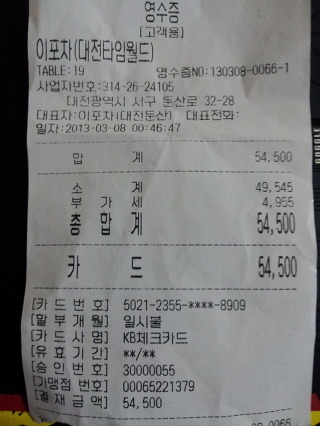 영수증
[고객용]
이포차(대전타임월드)
TABLE:19 영수증NO:130308-0066-1
사업자번호:314-26-24105
대전광역시 서구 둔산로 32-28
대표자:이포차(대전둔산) 대표전화:
일자:2013-03-08 00:46:47
합 계 54,500
소 계 49,545
부 가 세 4,955
총 합 계 54,500
카 드 54,500
[카 드 번 호] 5021-2355-****-8909
[할 부 개 월] 일시불
[카 드 사 명] KB체크카드
[유 효 기 간] **/**
[승 인 번 호] 30000055
[가맹점 번호] 00065221379
[결 제 금 액] 54,500